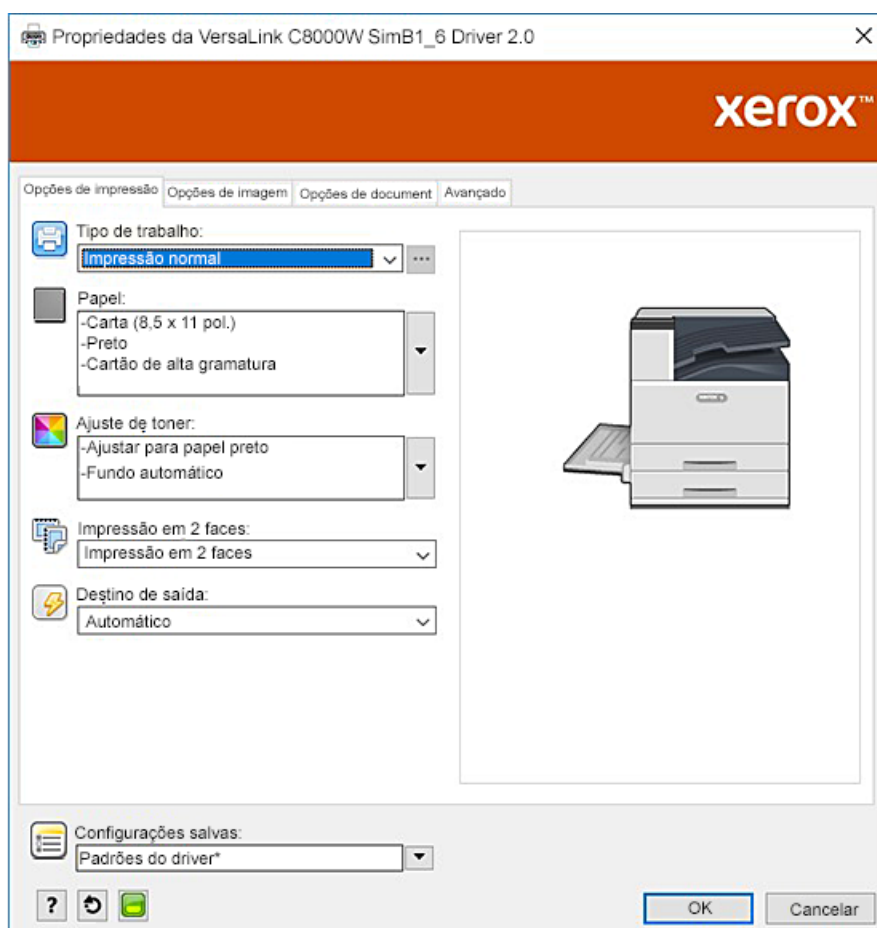 Propriedades da VersaLink C8000W SimB1_6 Driver 2.0
xerox™
Opções de impressão
Opções de imagem
Opções de document
Avançado
Tipo de trabalho:
Impressão normal
...
Papel:
-Carta (8,5 x 11 pol.)
-Preto
-Cartão de alta gramatura
Ajuste de toner:
-Ajustar para papel preto
-Fundo automático
Impressão em 2 faces:
Impressão em 2 faces
Destino de saída:
Automático
Configurações salvas:
Padrões do driver*
?
OK
Cancelar